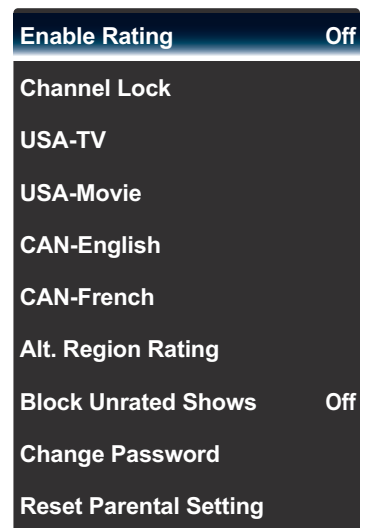 Enable Rating Off
Channel Lock
USA-TV
USA-Movie
CAN-English
CAN-French
Alt. Region Rating
Block Unrated Shows Off
Change Password
Reset Parental Setting